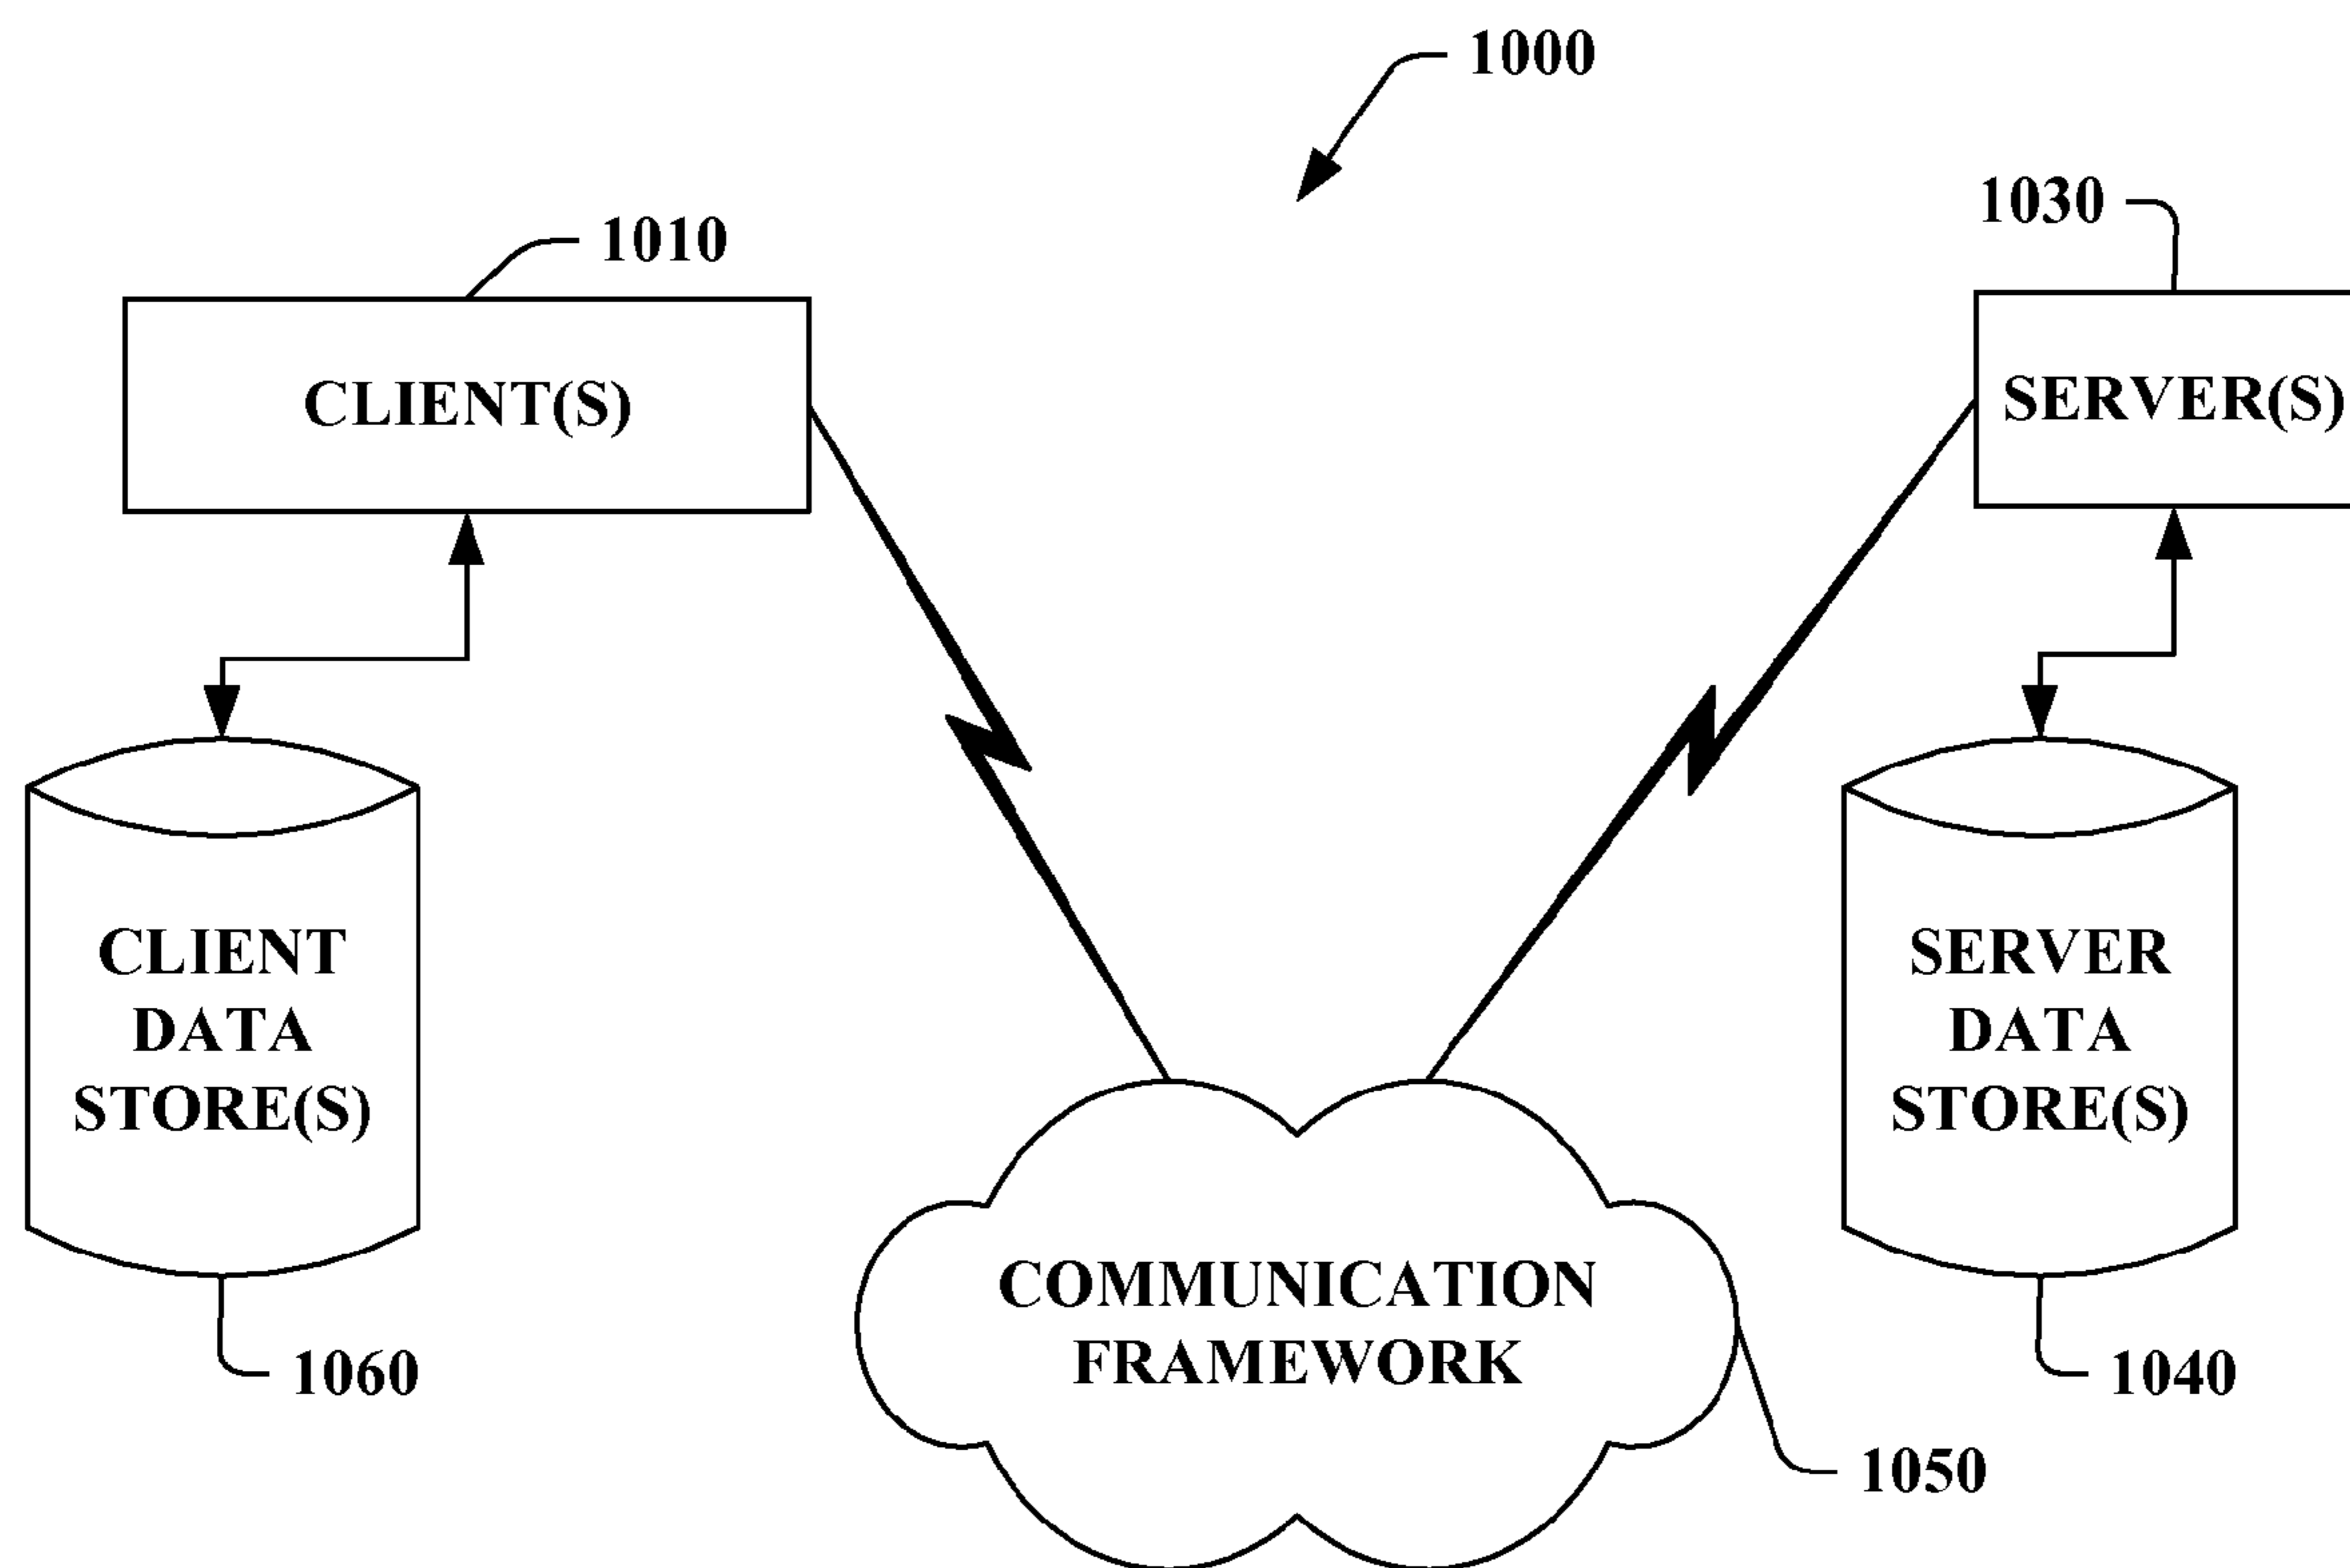 1000
1010
1030
CLIENT(S)
SERVER(S)
CLIENT
DATA
STORE(S)
SERVER
DATA
STORE(S)
COMMUNICATION
FRAMEWORK
1060
1040
1050